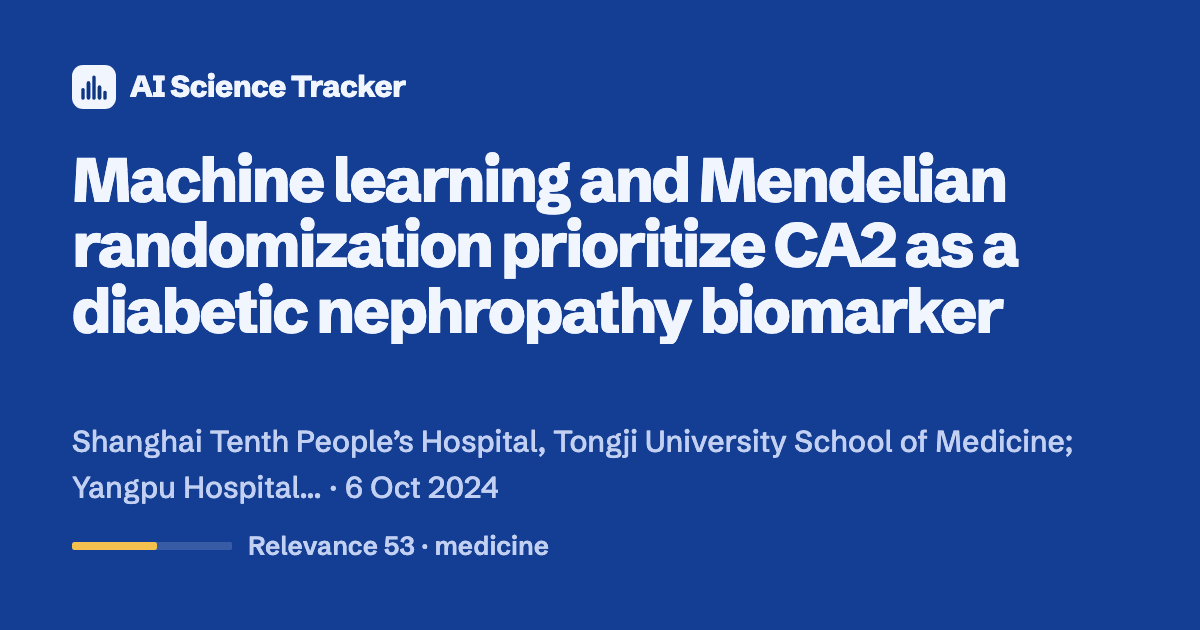 AI Science Tracker
Machine learning and Mendelian
randomization prioritize CA2 as a
diabetic nephropathy biomarker
Shanghai Tenth People’s Hospital, Tongji University School of Medicine;
Yangpu Hospital... · 6 Oct 2024
Relevance 53 · medicine